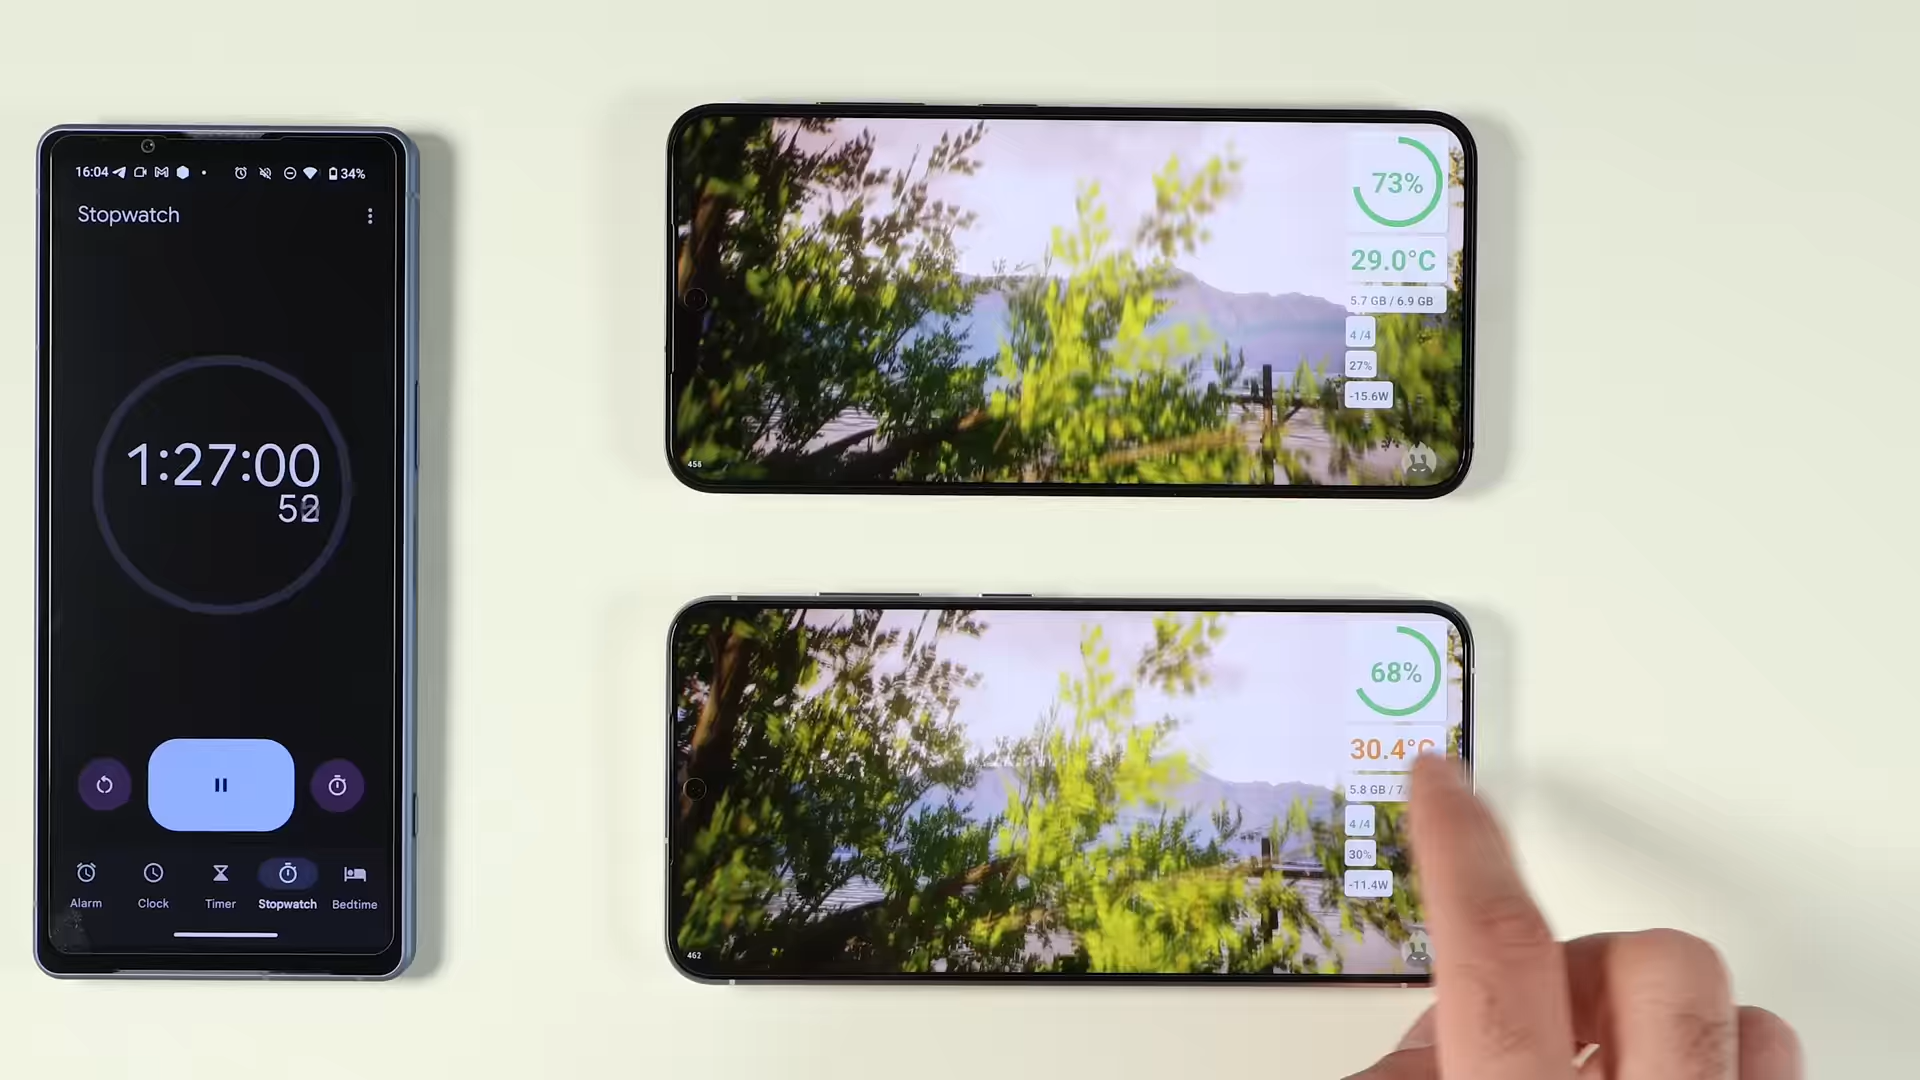 16:04
34%
Stopwatch
1:27:00
Alarm
Clock
Timer
Stopwatch
Bedtime
73%
29.0°C
5.7 GB / 6.9 GB
4 /4
27%
-15.6W
458
68%
30.4°C
5.8 GB / 7.
4 /4
30%
-11.4W
462